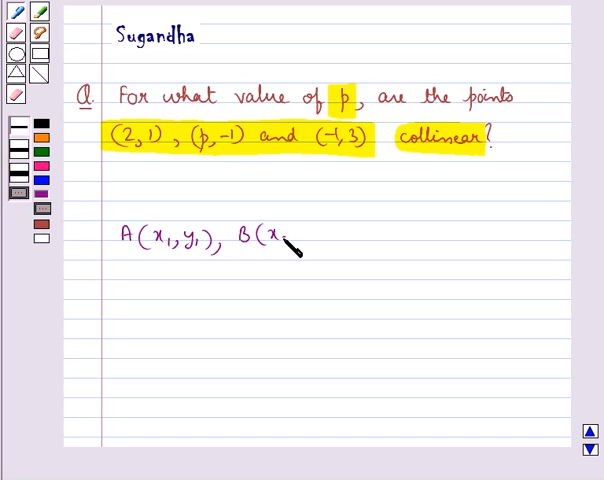 Sugandha
Q. For what value of p, are the points
(2, 1), (p, -1) and (-1, 3) collinear?
A(x₁, y₁), B(x